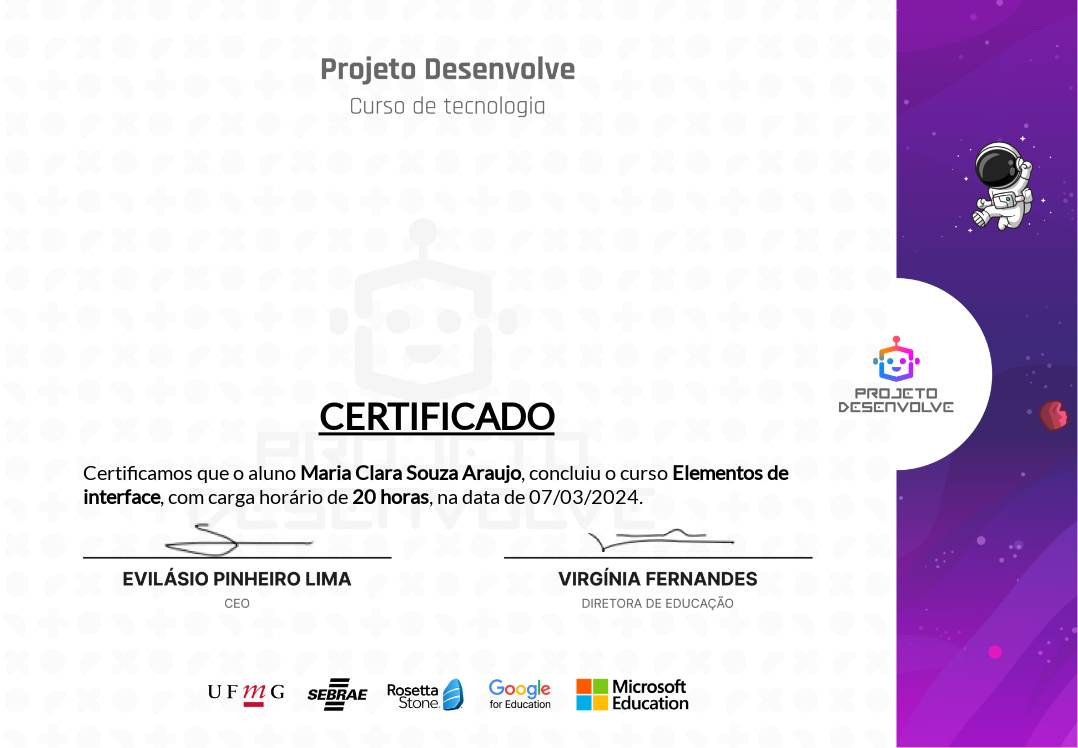 Projeto Desenvolve
Curso de tecnologia
PROJETO
DESENVOLVE
CERTIFICADO
PROJETO
DESENVOLVE
Certificamos que o aluno Maria Clara Souza Araujo, concluiu o curso Elementos de
interface, com carga horário de 20 horas, na data de 07/03/2024.
EVILÁSIO PINHEIRO LIMA
CEO
VIRGÍNIA FERNANDES
DIRETORA DE EDUCAÇÃO
UFmG
SEBRAE
Rosetta
Stone
Google
for Education
Microsoft
Education